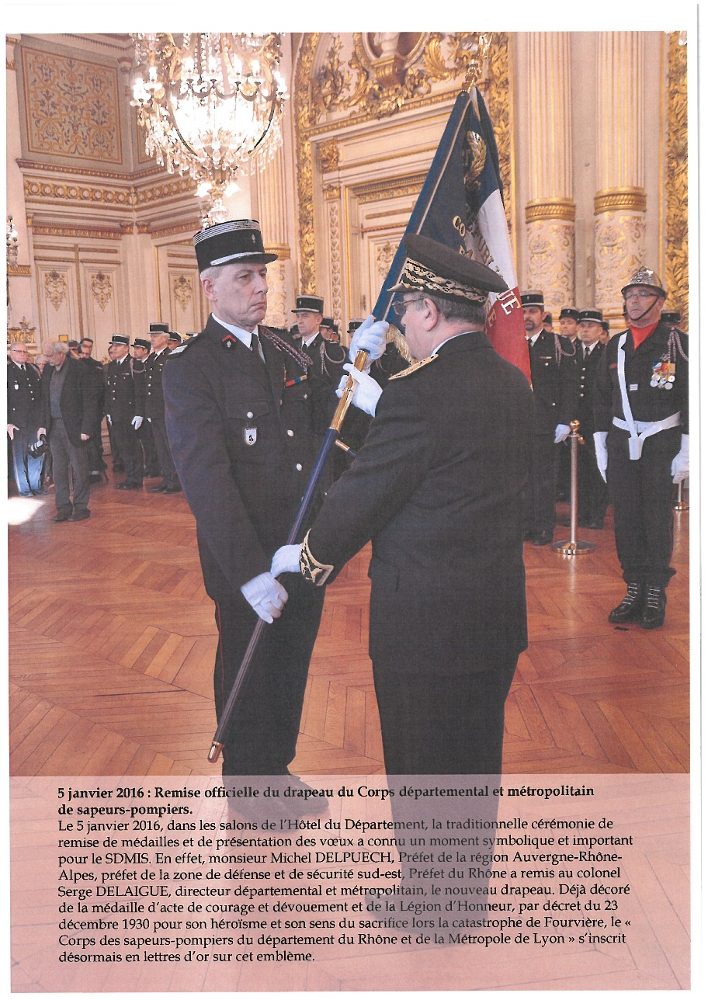 CO
QUE
5 janvier 2016 : Remise officielle du drapeau du Corps départemental et métropolitain
de sapeurs-pompiers.
Le 5 janvier 2016, dans les salons de l'Hôtel du Département, la traditionnelle cérémonie de
remise de médailles et de présentation des vœux a connu un moment symbolique et important
pour le SDMIS. En effet, monsieur Michel DELPUECH, Préfet de la région Auvergne-Rhône-
Alpes, préfet de la zone de défense et de sécurité sud-est, Préfet du Rhône a remis au colonel
Serge DELAIGUE, directeur départemental et métropolitain, le nouveau drapeau. Déjà décoré
de la médaille d'acte de courage et dévouement et de la Légion d'Honneur, par décret du 23
décembre 1930 pour son héroïsme et son sens du sacrifice lors la catastrophe de Fourvière, le «
Corps des sapeurs-pompiers du département du Rhône et de la Métropole de Lyon » s'inscrit
désormais en lettres d'or sur cet emblème.